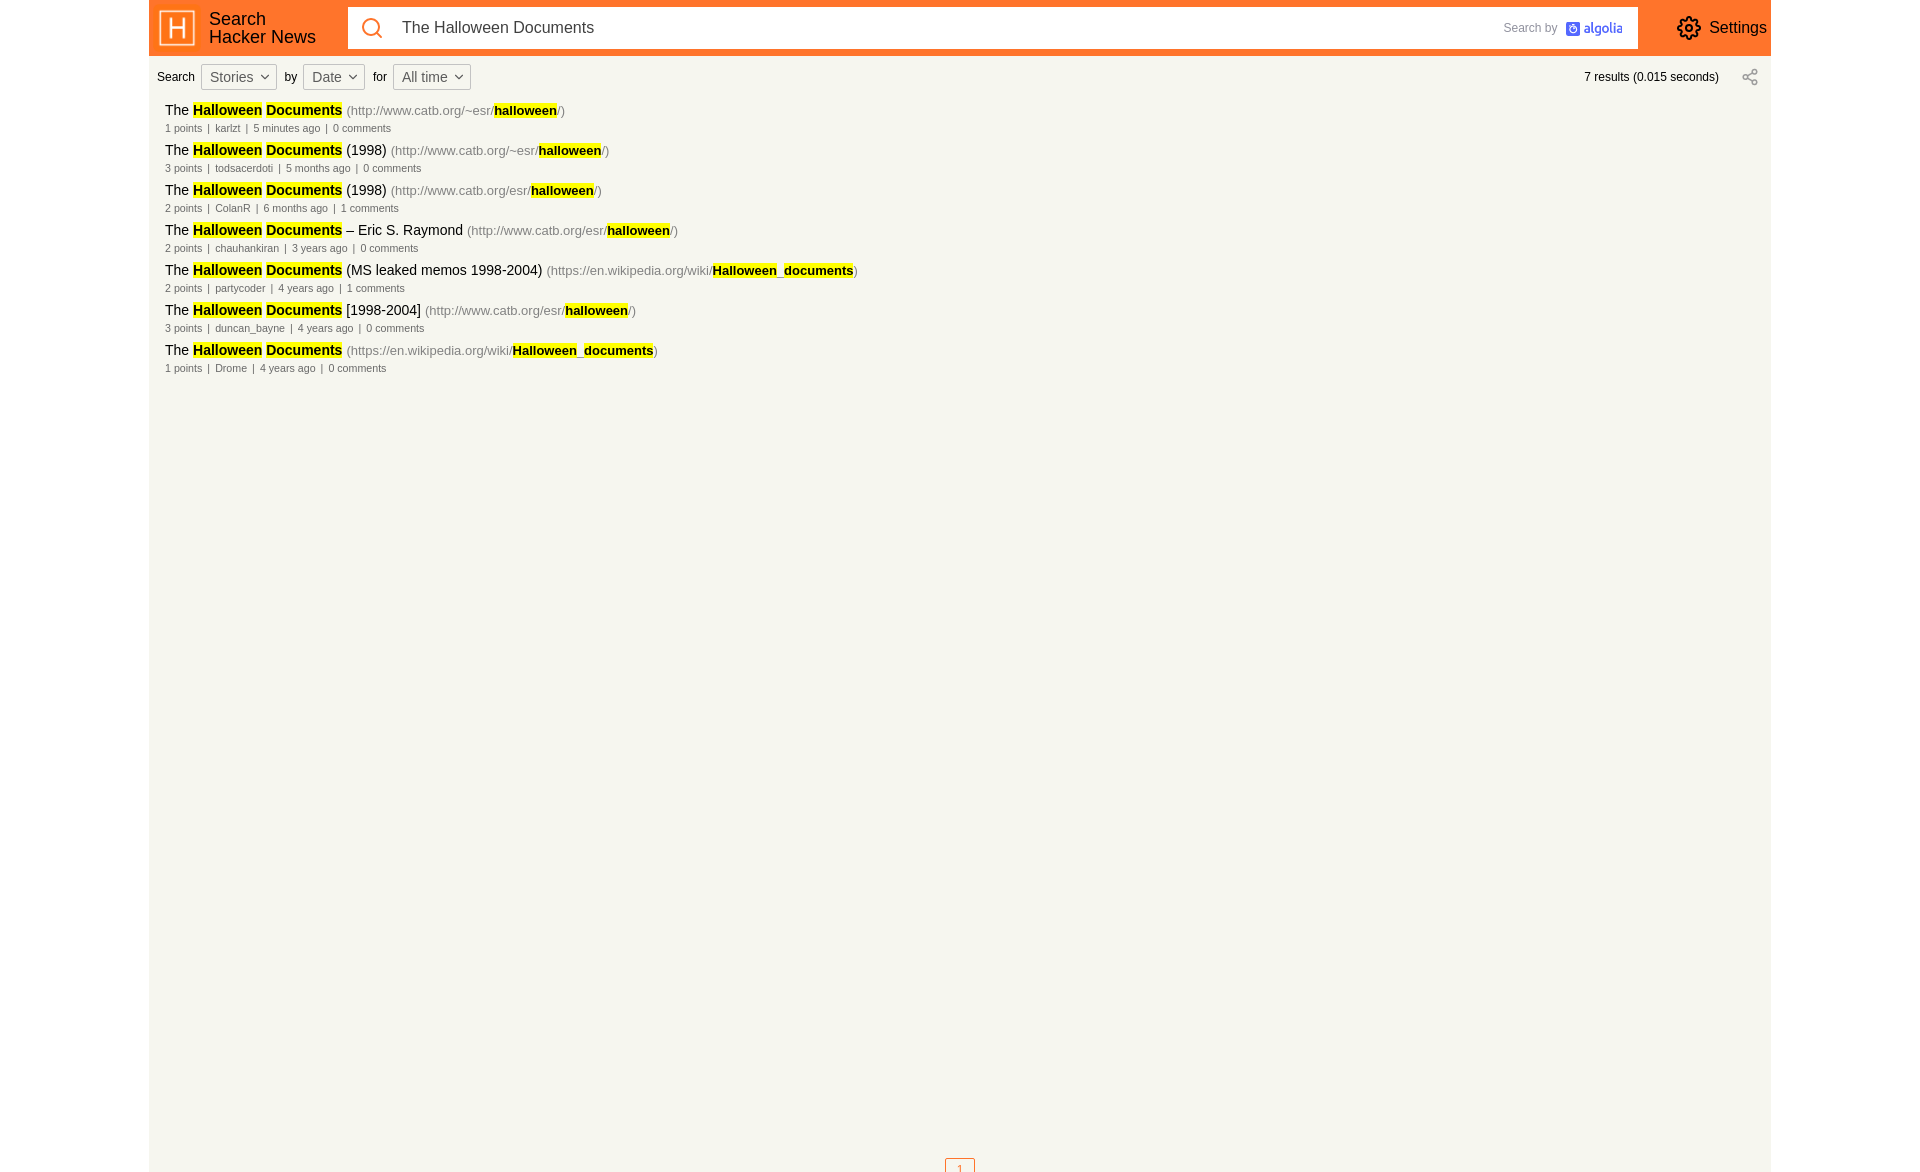 H Search Hacker News The Halloween Documents Search by algolia Settings
Search Stories by Date for All time 7 results (0.015 seconds)
The Halloween Documents (http://www.catb.org/~esr/halloween/)
1 points | karlzt | 5 minutes ago | 0 comments
The Halloween Documents (1998) (http://www.catb.org/~esr/halloween/)
3 points | todsacerdoti | 5 months ago | 0 comments
The Halloween Documents (1998) (http://www.catb.org/esr/halloween/)
2 points | ColanR | 6 months ago | 1 comments
The Halloween Documents – Eric S. Raymond (http://www.catb.org/esr/halloween/)
2 points | chauhankiran | 3 years ago | 0 comments
The Halloween Documents (MS leaked memos 1998-2004) (https://en.wikipedia.org/wiki/Halloween_documents)
2 points | partycoder | 4 years ago | 1 comments
The Halloween Documents [1998-2004] (http://www.catb.org/esr/halloween/)
3 points | duncan_bayne | 4 years ago | 0 comments
The Halloween Documents (https://en.wikipedia.org/wiki/Halloween_documents)
1 points | Drome | 4 years ago | 0 comments
1